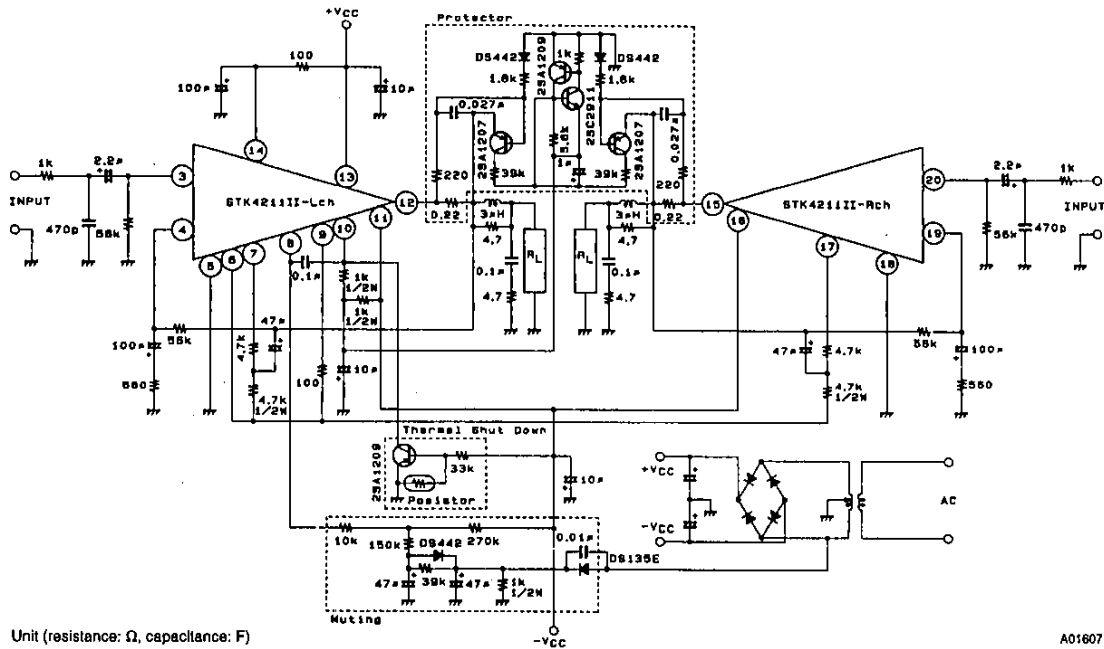 +VCC
Protector
100
100μ
10μ
DS442
1k
DS442
2SA1209
1.6k
1.6k
0.027μ
2SA1207
5.6k
2SC2911
2SA1207
0.027μ
14
13
1k
2.2μ
3
INPUT
470p
56k
4
STK4211II-Lch
12
220
39k
1μ
39k
220
0.22
0.22
15
STK4211II-Rch
20
19
2.2μ
1k
INPUT
56k
470p
5
6
7
8
9
10
11
16
17
18
3μH
3μH
4.7
4.7
RL
RL
0.1μ
0.1μ
4.7
4.7
0.1μ
1k
1/2W
1k
1/2W
56k
47μ
100μ
4.7k
10μ
560
4.7k
1/2W
100
47μ
4.7k
4.7k
1/2W
56k
100μ
560
Thermal Shut Down
2SA1209
33k
Posistor
10μ
+VCC
-VCC
AC
10k
150k
270k
DS442
0.01μ
DS135E
47μ
39k
47μ
1k
1/2W
Muting
-VCC
Unit (resistance: Ω, capacitance: F)
A01607